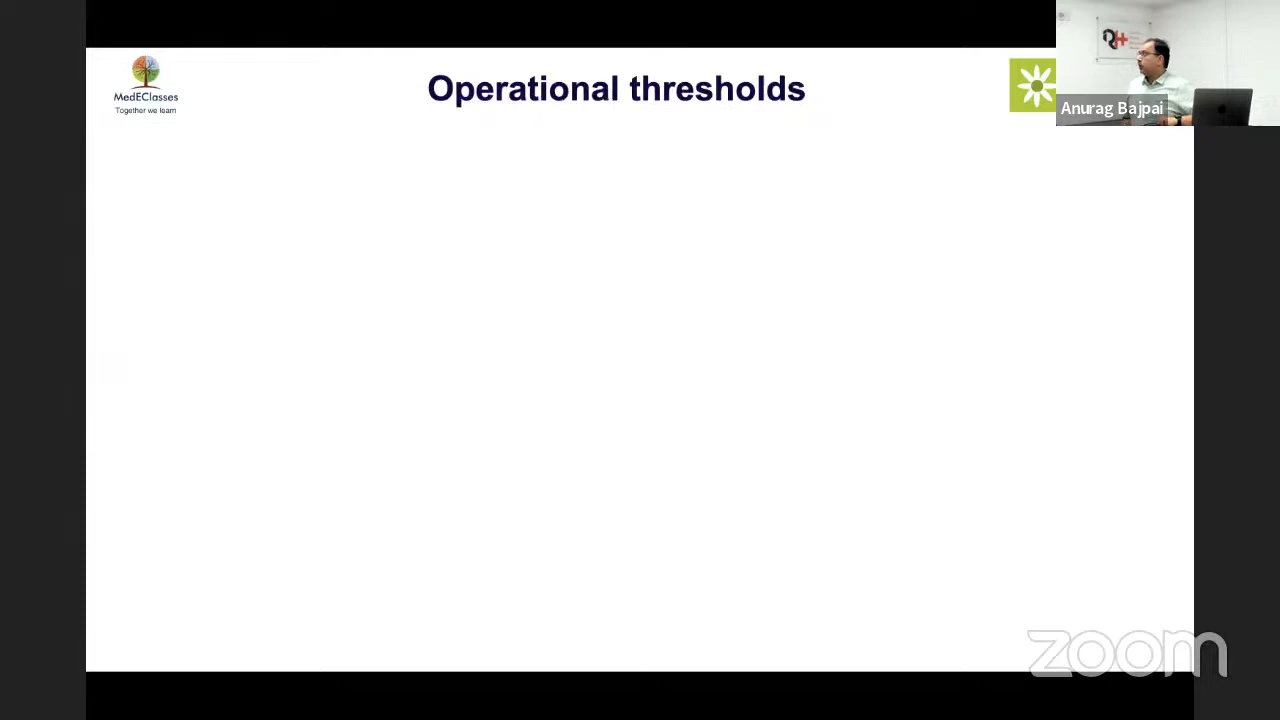 MedEClasses
Together we learn
Operational thresholds
Anurag Bajpai
zoom